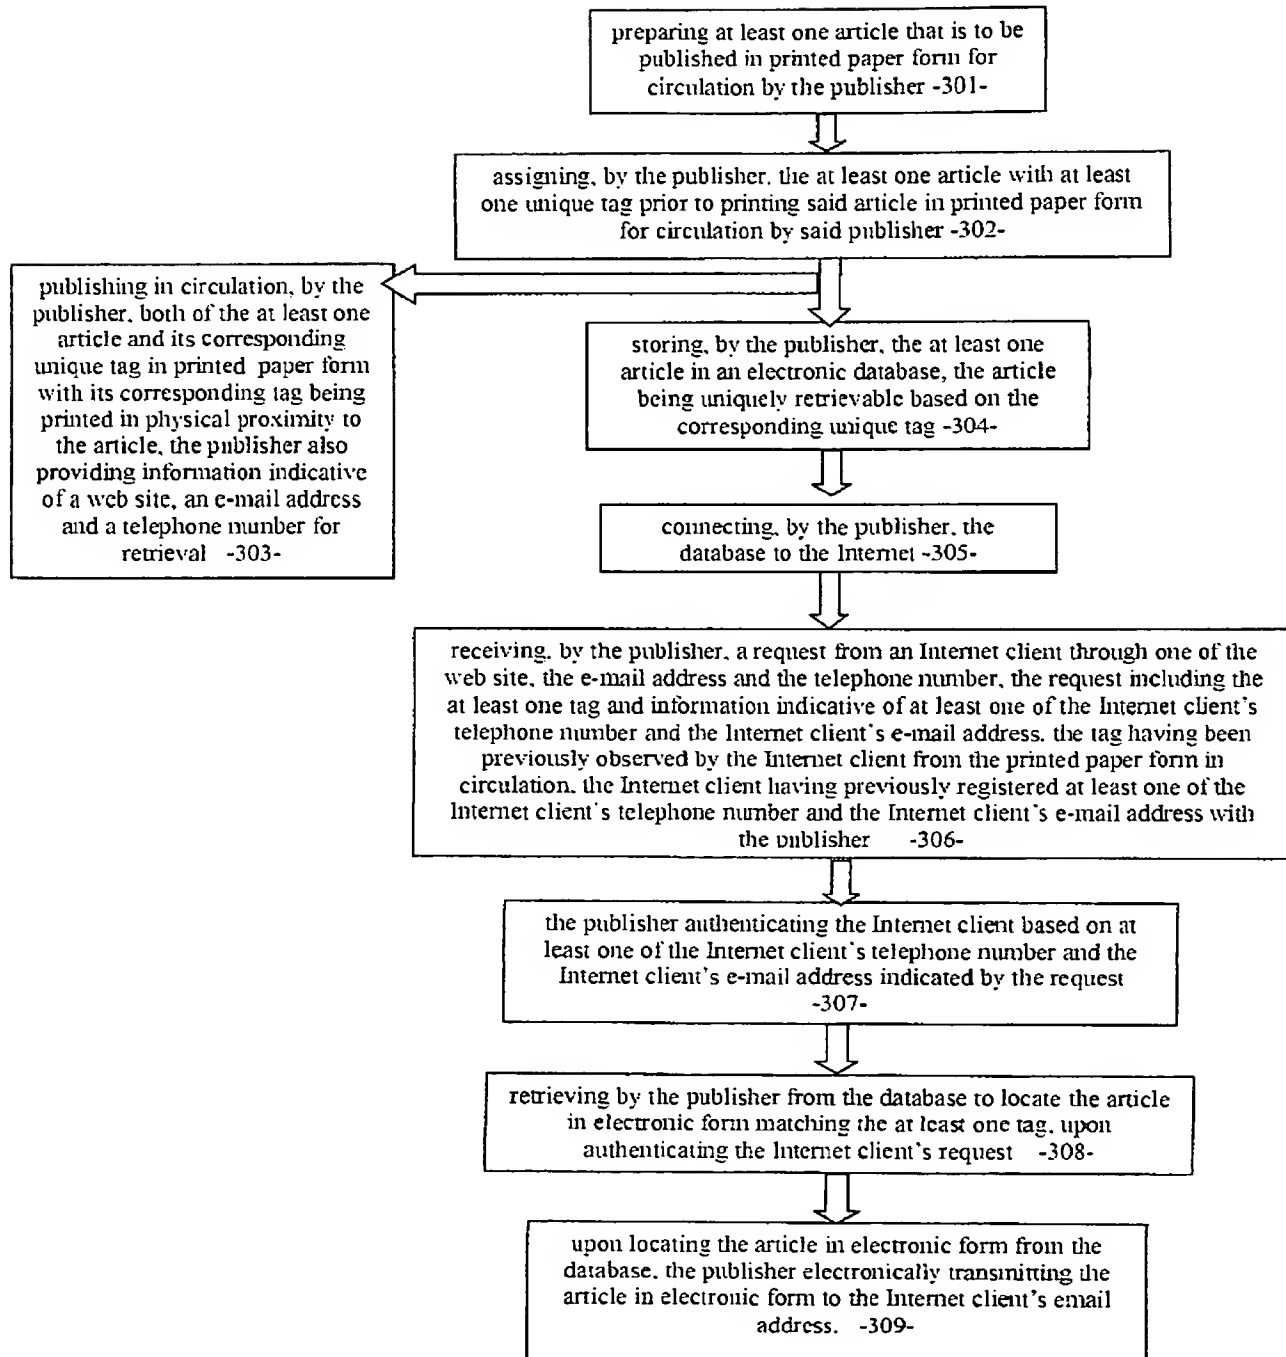 preparing at least one article that is to be
published in printed paper form for
circulation by the publisher -301-
assigning, by the publisher, the at least one article with at least
one unique tag prior to printing said article in printed paper form
for circulation by said publisher -302-
publishing in circulation, by the
publisher, both of the at least one
article and its corresponding
unique tag in printed paper form
with its corresponding tag being
printed in physical proximity to
the article, the publisher also
providing information indicative
of a web site, an e-mail address
and a telephone number for
retrieval -303-
storing, by the publisher, the at least one
article in an electronic database, the article
being uniquely retrievable based on the
corresponding unique tag -304-
connecting, by the publisher, the
database to the Internet -305-
receiving, by the publisher, a request from an Internet client through one of the
web site, the e-mail address and the telephone number, the request including the
at least one tag and information indicative of at least one of the Internet client's
telephone number and the Internet client's e-mail address, the tag having been
previously observed by the Internet client from the printed paper form in
circulation, the Internet client having previously registered at least one of the
Internet client's telephone number and the Internet client's e-mail address with
the publisher -306-
the publisher authenticating the Internet client based on at
least one of the Internet client's telephone number and the
Internet client's e-mail address indicated by the request
-307-
retrieving by the publisher from the database to locate the article
in electronic form matching the at least one tag, upon
authenticating the Internet client's request -308-
upon locating the article in electronic form from the
database, the publisher electronically transmitting the
article in electronic form to the Internet client's email
address. -309-